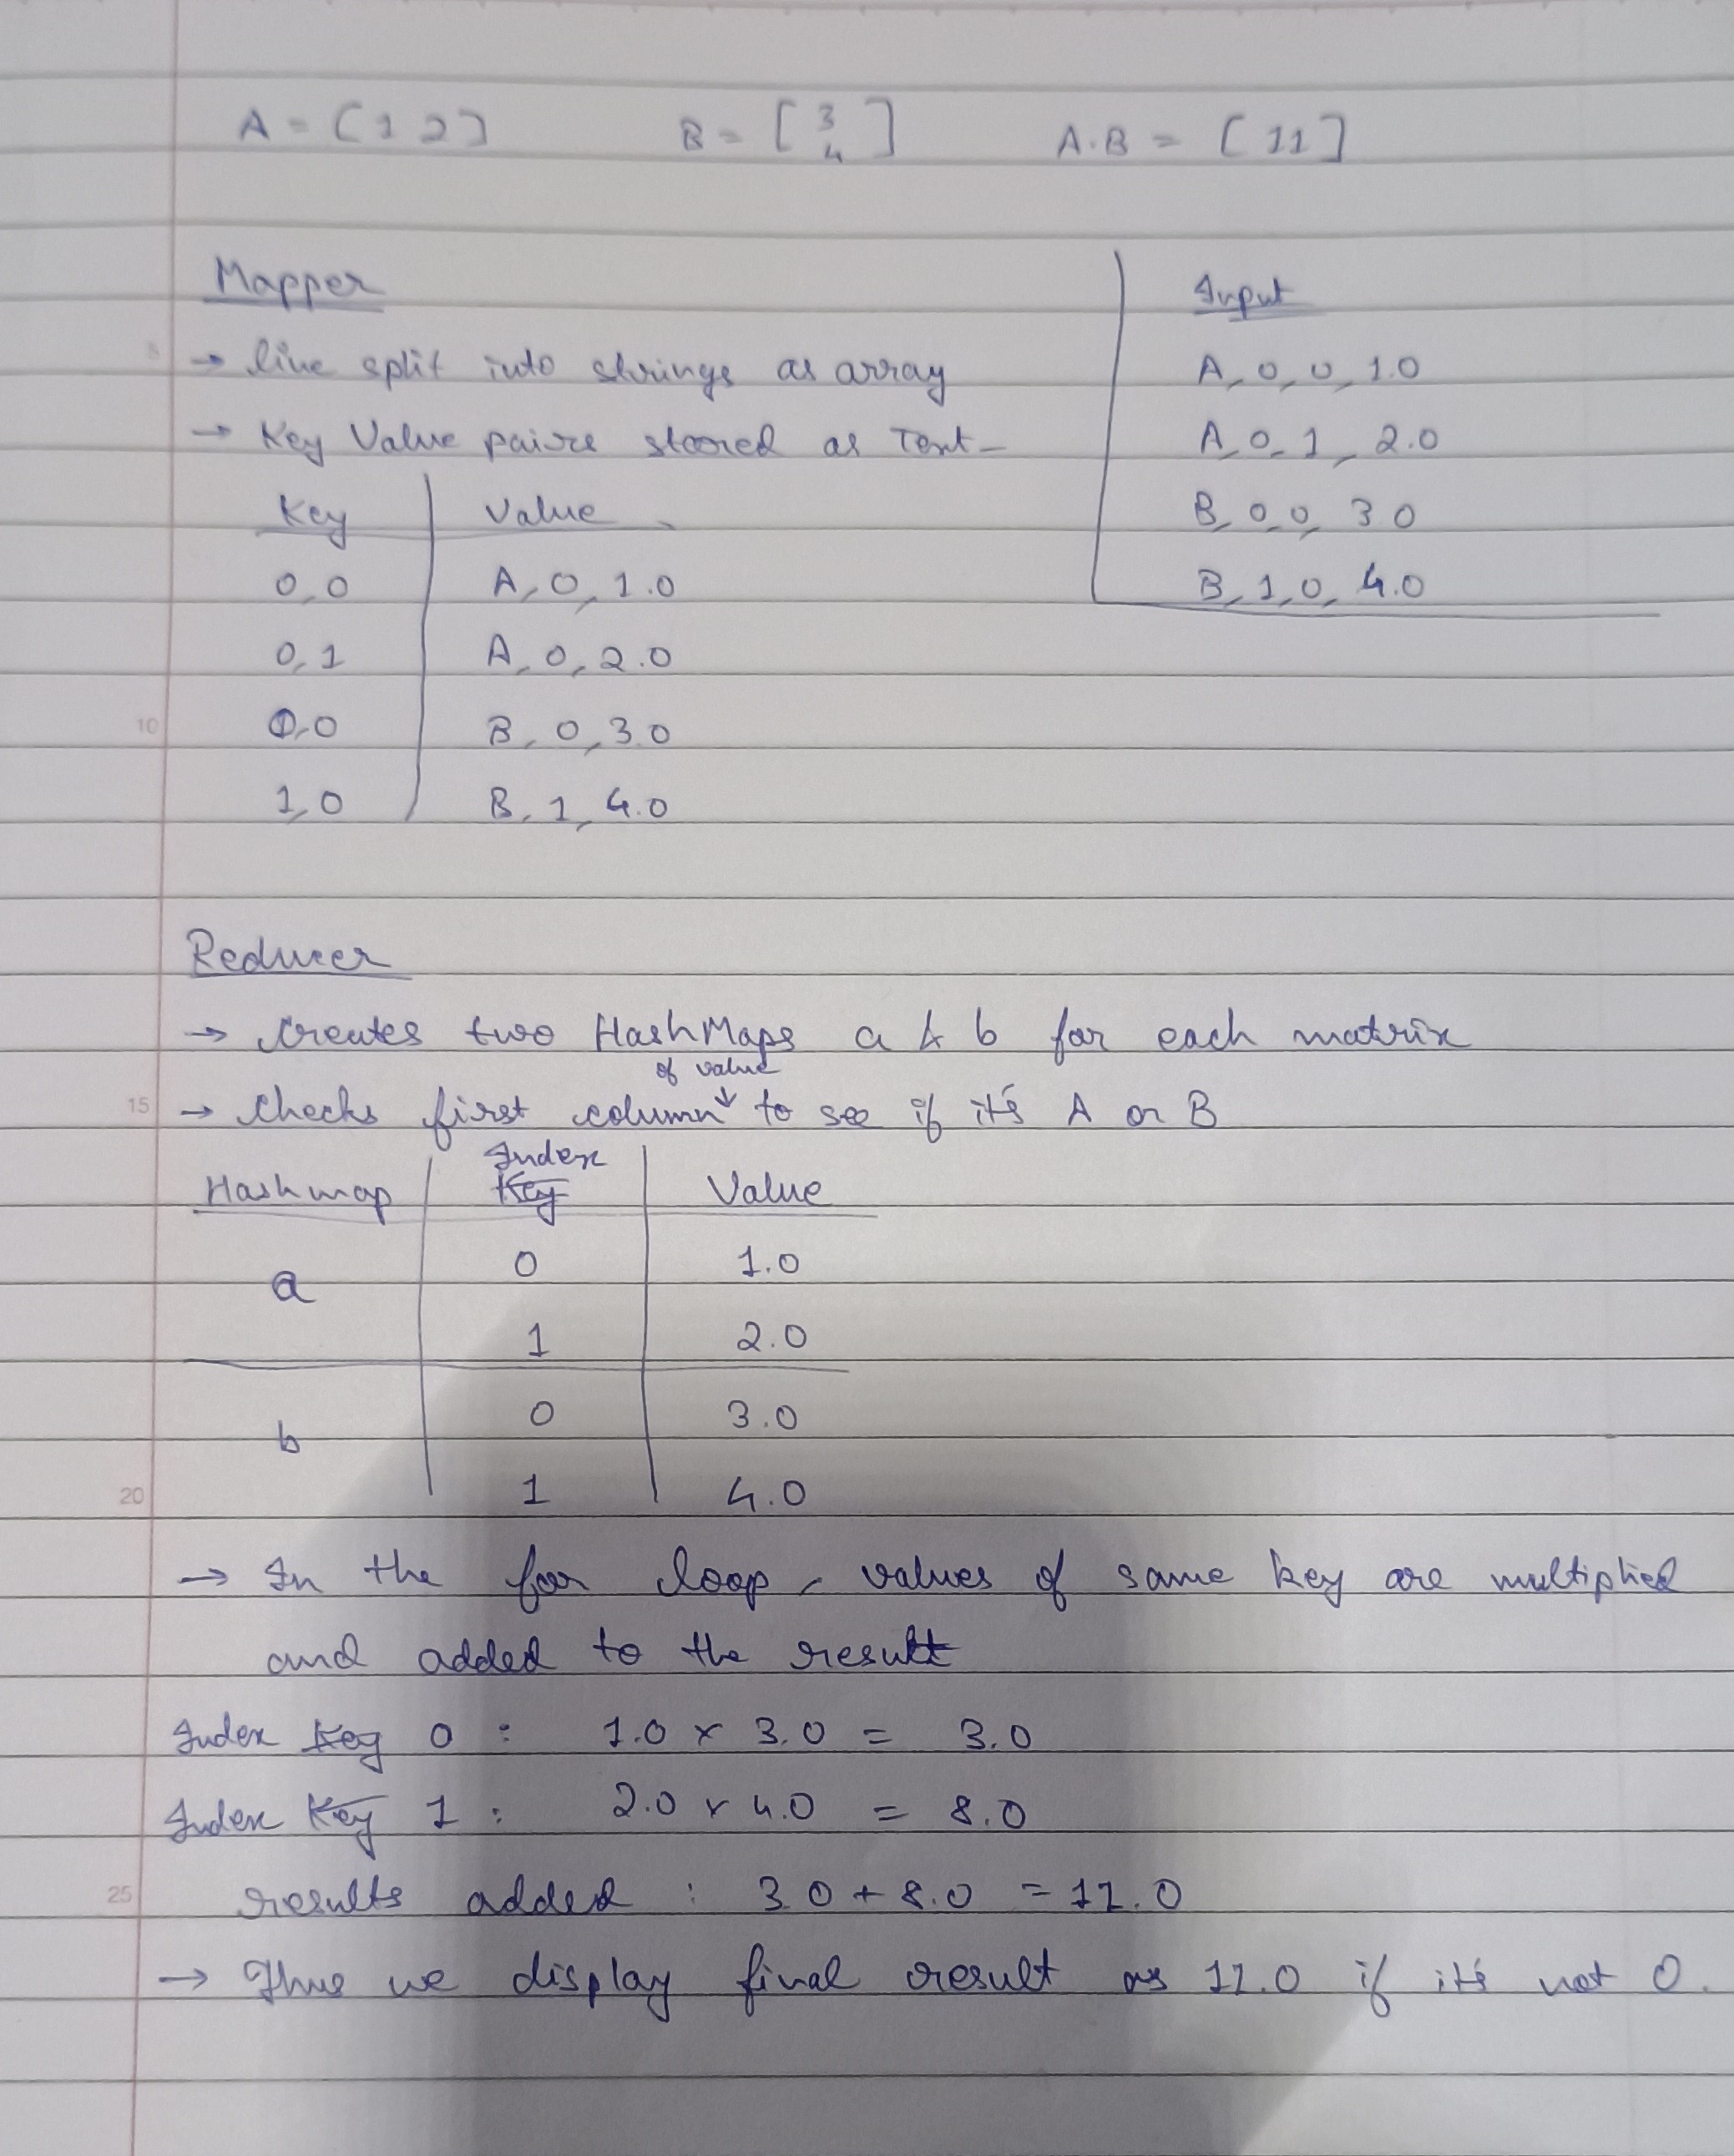 A = [1 2] B = [3 4] A.B = [11]
Mapper
→ line split into strings as array
→ Key Value pairs stored as Text
Key Value
0,0 A,0,1.0
0,1 A,0,2.0
0,0 B,0,3.0
1,0 B,1,4.0
Input
A,0,0,1.0
A,0,1,2.0
B,0,0,3.0
B,1,0,4.0
Reducer
→ Creates two HashMaps a & b for each matrix
of value
→ Checks first column↓ to see if it's A or B
Index
Hashmap Key Value
a
0 1.0
1 2.0
b
0 3.0
1 4.0
→ In the for loop, values of same key are multiplied
and added to the result
Index Key 0 : 1.0 × 3.0 = 3.0
Index Key 1 : 2.0 × 4.0 = 8.0
results added : 3.0 + 8.0 = 11.0
→ Thus we display final result as 11.0 if it's not 0.
5
10
15
20
25